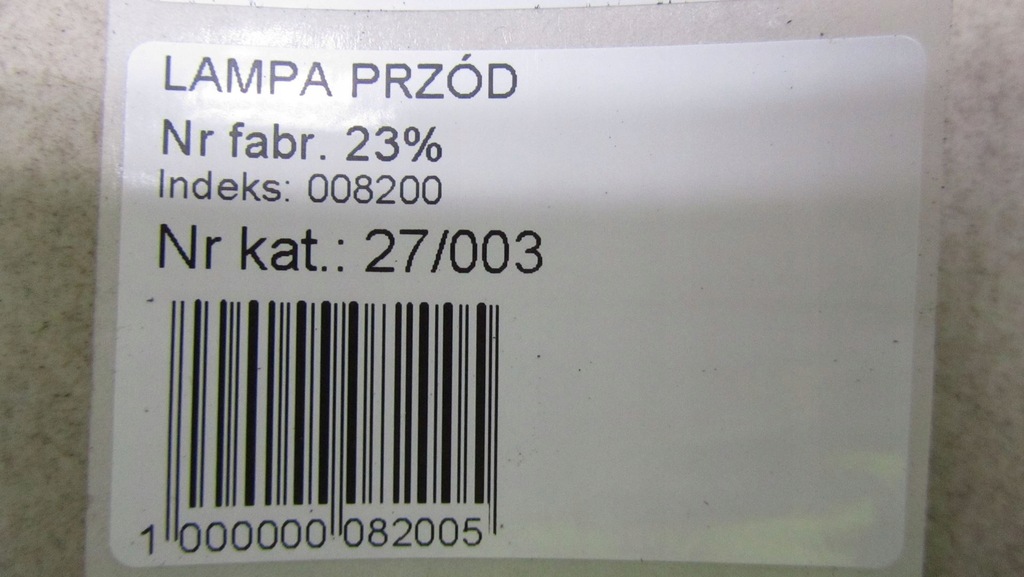 LAMPA PRZÓD
Nr fabr. 23%
Indeks: 008200
Nr kat.: 27/003
1 000000 082005